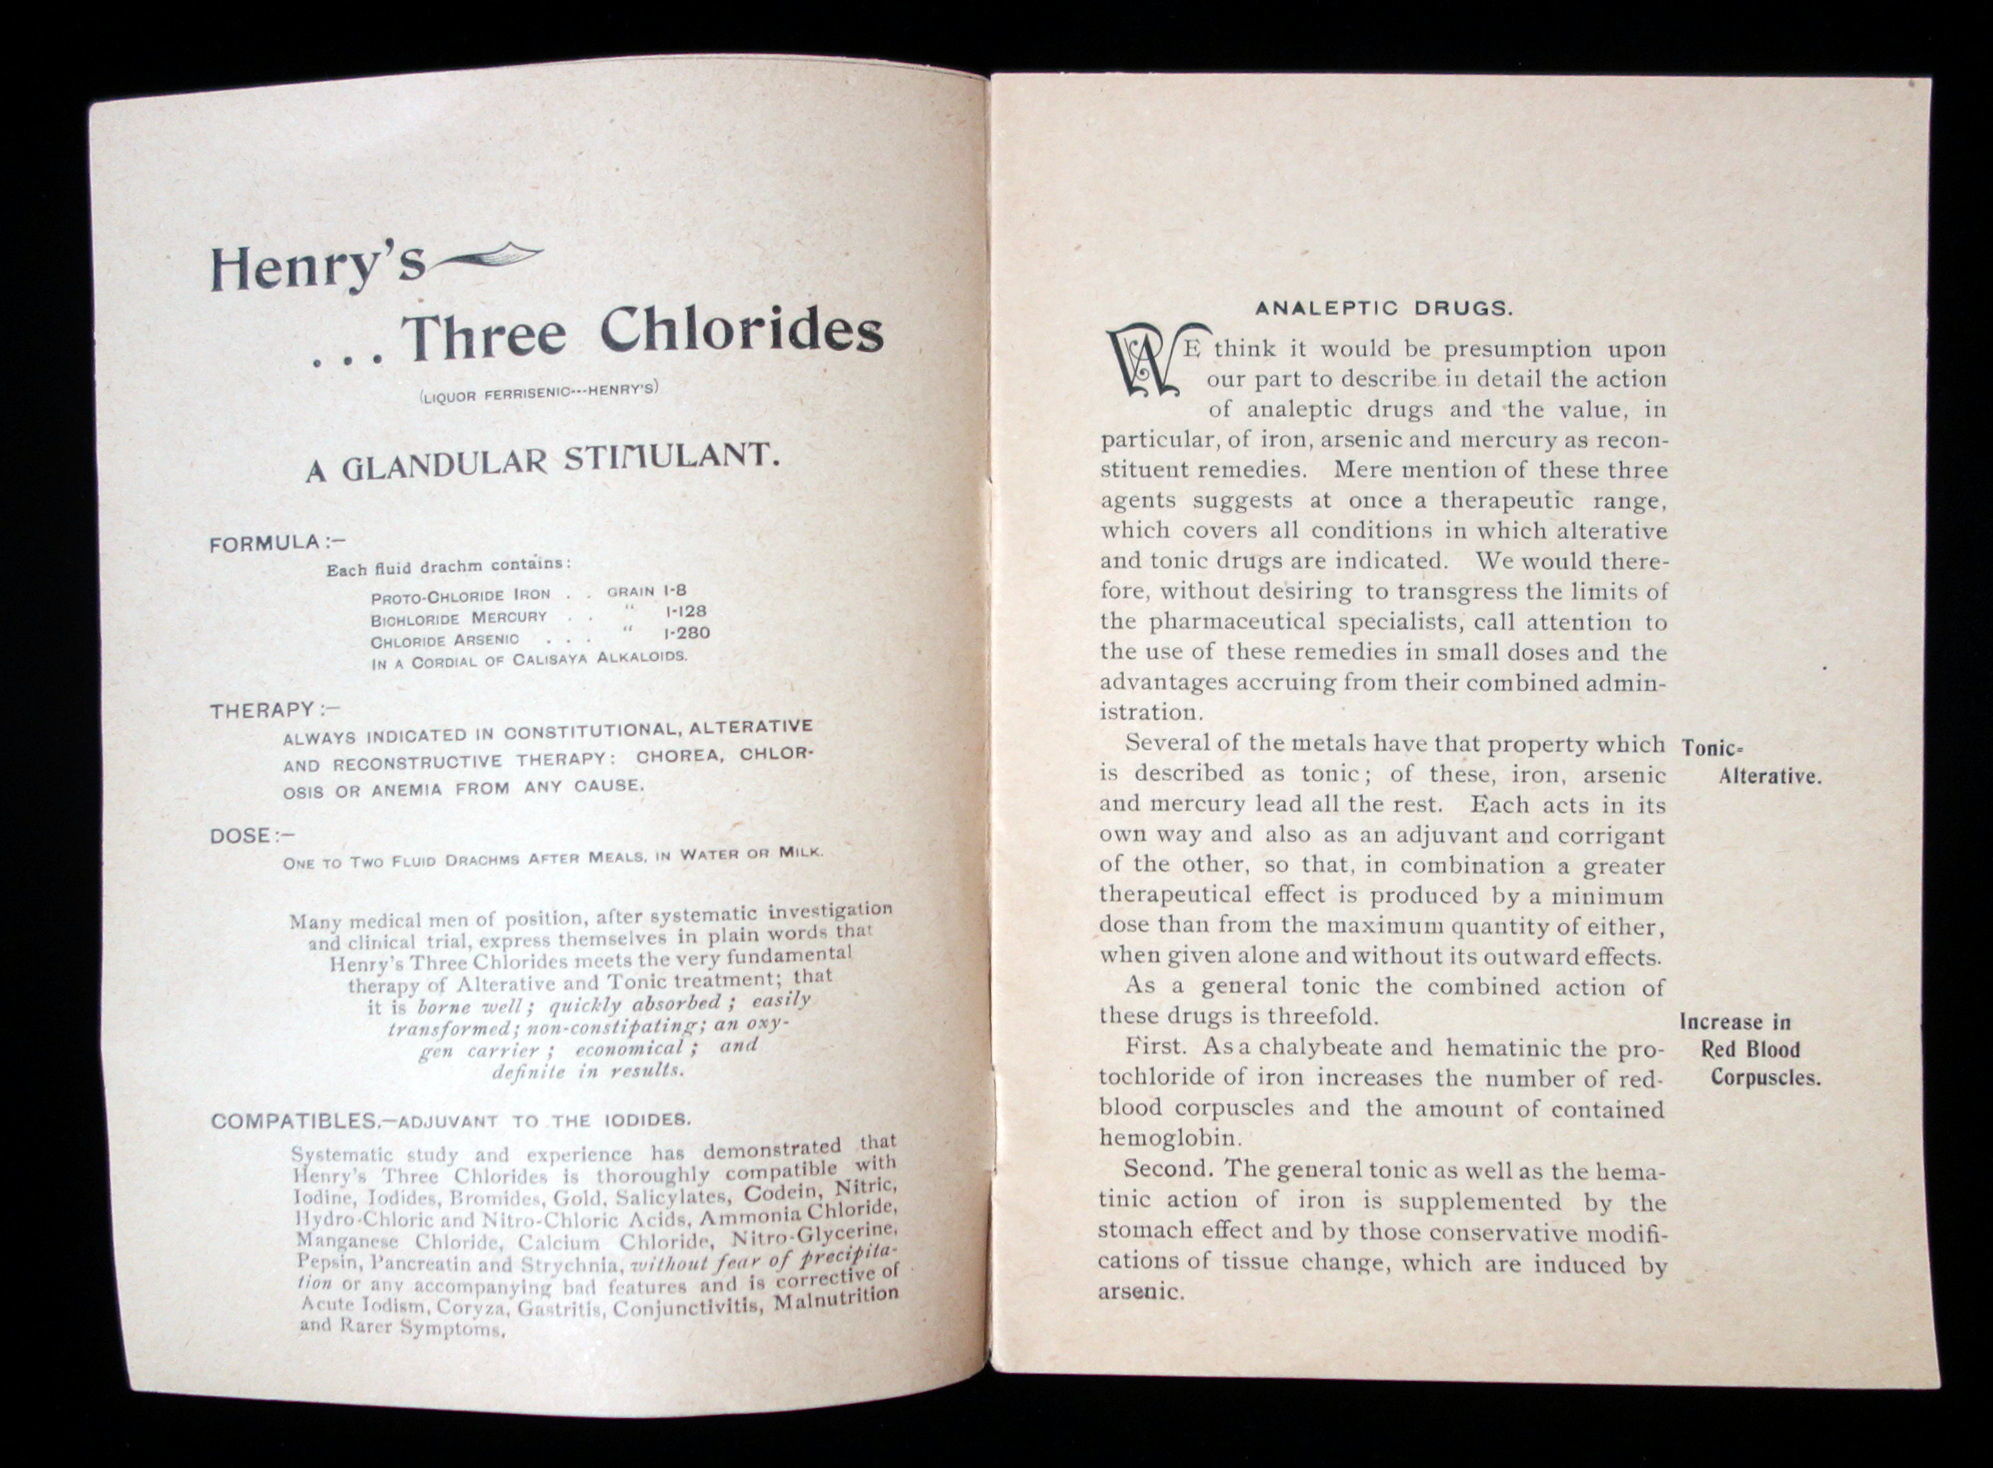 Henry's
...Three Chlorides
(LIQUOR FERRISENIC---HENRY'S)
A GLANDULAR STIMULANT.
FORMULA:—
Each fluid drachm contains:
PROTO-CHLORIDE IRON . . GRAIN 1-8
BICHLORIDE MERCURY . . " 1-128
CHLORIDE ARSENIC . . . " 1-280
IN A CORDIAL OF CALISAYA ALKALOIDS.
THERAPY:—
ALWAYS INDICATED IN CONSTITUTIONAL, ALTERATIVE
AND RECONSTRUCTIVE THERAPY: CHOREA, CHLOR-
OSIS OR ANEMIA FROM ANY CAUSE.
DOSE:—
ONE TO TWO FLUID DRACHMS AFTER MEALS, IN WATER OR MILK.
Many medical men of position, after systematic investigation
and clinical trial, express themselves in plain words that
Henry's Three Chlorides meets the very fundamental
therapy of Alterative and Tonic treatment; that
it is borne well; quickly absorbed; easily
transformed; non-constipating; an oxy-
gen carrier; economical; and
definite in results.
COMPATIBLES,—ADJUVANT TO THE IODIDES.
Systematic study and experience has demonstrated that
Henry's Three Chlorides is thoroughly compatible with
Iodine, Iodides, Bromides, Gold, Salicylates, Codein, Nitric,
Hydro-Chloric and Nitro-Chloric Acids, Ammonia Chloride,
Manganese Chloride, Calcium Chloride, Nitro-Glycerine,
Pepsin, Pancreatin and Strychnia, without fear of precipita-
tion or any accompanying bad features and is corrective of
Acute Iodism, Coryza, Gastritis, Conjunctivitis, Malnutrition
and Rarer Symptoms.
ANALEPTIC DRUGS.
WE think it would be presumption upon
our part to describe in detail the action
of analeptic drugs and the value, in
particular, of iron, arsenic and mercury as recon-
stituent remedies. Mere mention of these three
agents suggests at once a therapeutic range,
which covers all conditions in which alterative
and tonic drugs are indicated. We would there-
fore, without desiring to transgress the limits of
the pharmaceutical specialists, call attention to
the use of these remedies in small doses and the
advantages accruing from their combined admin-
istration.
Several of the metals have that property which
is described as tonic; of these, iron, arsenic
and mercury lead all the rest. Each acts in its
own way and also as an adjuvant and corrigant
of the other, so that, in combination a greater
therapeutical effect is produced by a minimum
dose than from the maximum quantity of either,
when given alone and without its outward effects.
As a general tonic the combined action of
these drugs is threefold.
First. As a chalybeate and hematinic the pro-
tochloride of iron increases the number of red-
blood corpuscles and the amount of contained
hemoglobin.
Second. The general tonic as well as the hema-
tinic action of iron is supplemented by the
stomach effect and by those conservative modifi-
cations of tissue change, which are induced by
arsenic.
Tonic-
Alterative.
Increase in
Red Blood
Corpuscles.